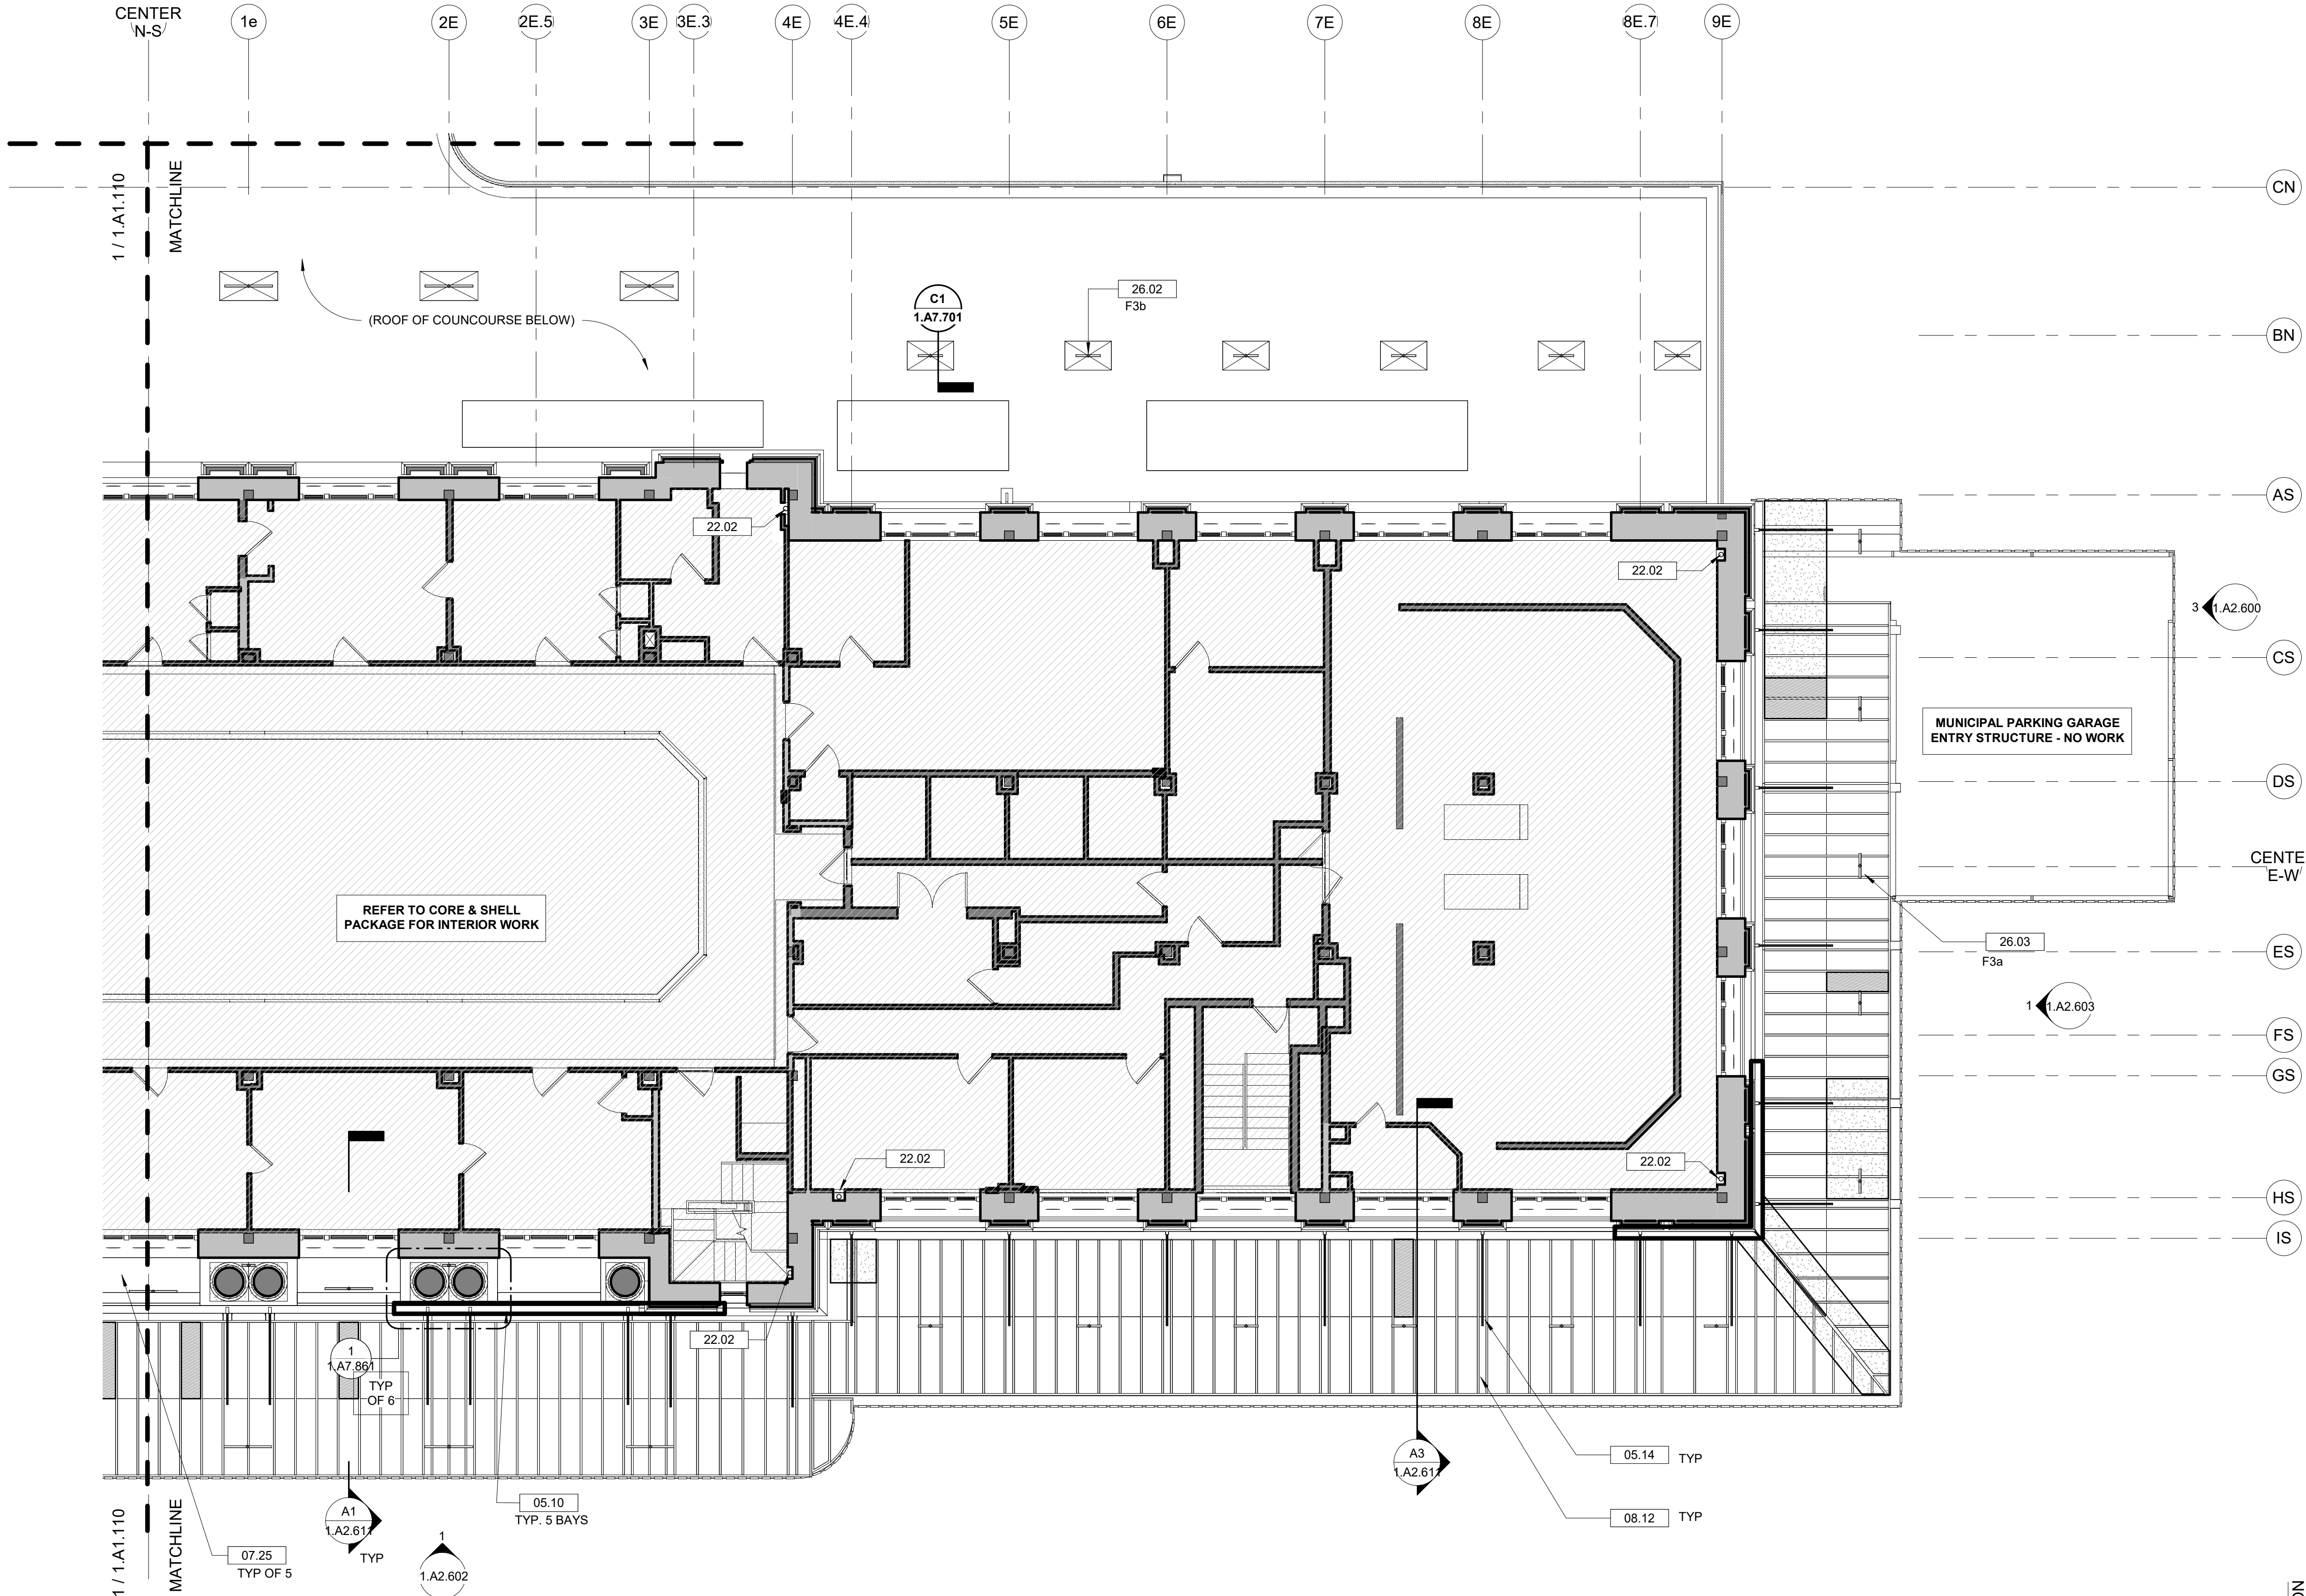 CENTER
N-S
1e
2E
2E.5
3E
3E.3
4E
4E.4
5E
6E
7E
8E
8E.7
9E
1 / 1.A1.110
MATCHLINE
CN
26.02
F3b
C1
1.A7.701
(ROOF OF COUNCOURSE BELOW)
BN
AS
22.02
22.02
3
1.A2.600
CS
MUNICIPAL PARKING GARAGE
ENTRY STRUCTURE - NO WORK
DS
CENTE
E-W
REFER TO CORE & SHELL
PACKAGE FOR INTERIOR WORK
26.03
F3a
ES
1
1.A2.603
FS
GS
22.02
22.02
HS
IS
22.02
1
1.A7.861
TYP
OF 6
A3
1.A2.611
05.14
TYP
05.10
TYP. 5 BAYS
08.12
TYP
A1
1.A2.611
TYP
1
1.A2.602
07.25
TYP OF 5
1 / 1.A1.110
MATCHLINE
ON